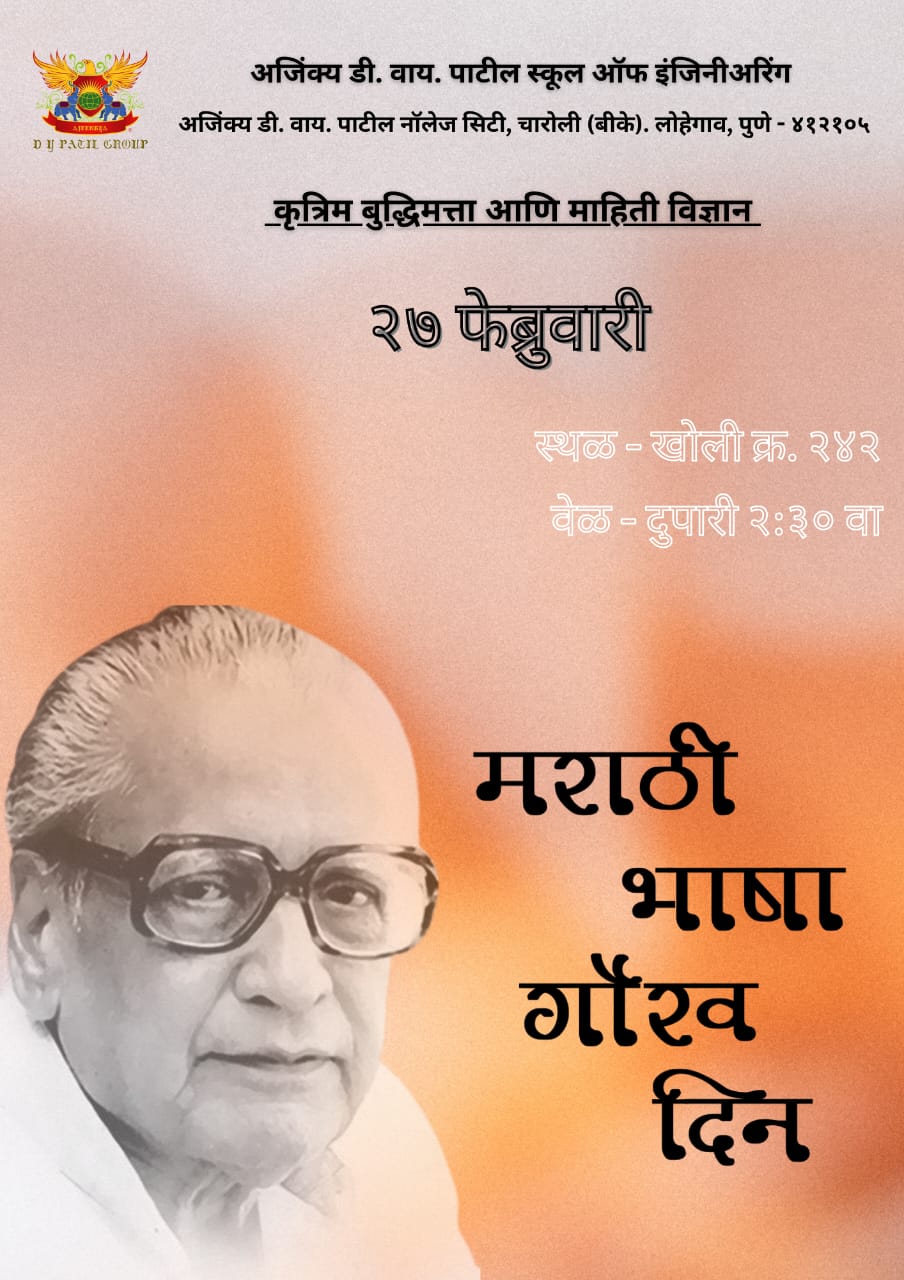 AJEENKYA
D Y PATIL GROUP
अजिंक्य डी. वाय. पाटील स्कूल ऑफ इंजिनीअरिंग
अजिंक्य डी. वाय. पाटील नॉलेज सिटी, चारोली (बीके). लोहेगाव, पुणे - ४१२१०५
कृत्रिम बुद्धिमत्ता आणि माहिती विज्ञान
२७ फेब्रुवारी
स्थळ - खोली क्र. २४२
वेळ - दुपारी २:३० वा
मराठी
भाषा
गौरव
दिन